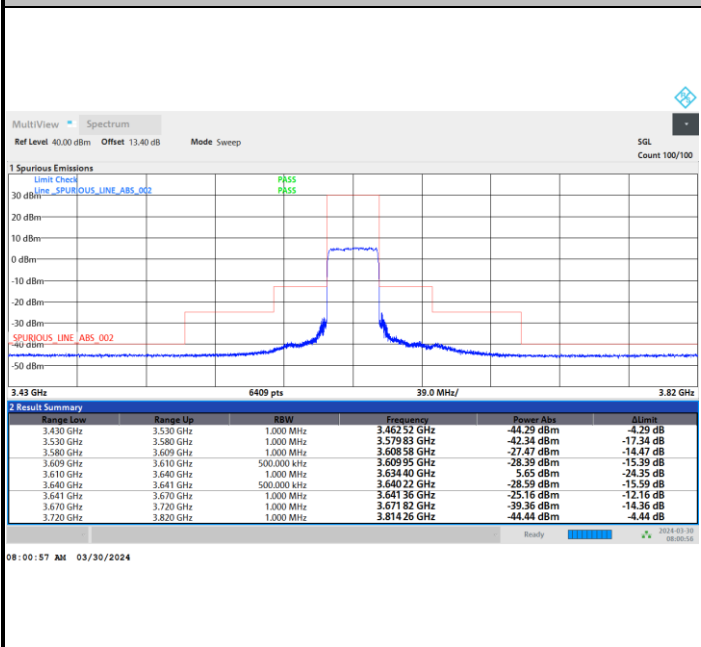 MultiView Spectrum
Ref Level 40.00 dBm Offset 13.40 dB Mode Sweep SGL
Count 100/100
1 Spurious Emissions
Limit Check PASS
Line _SPURIOUS_LINE_ABS_002 PASS
30 dBm
20 dBm
10 dBm
0 dBm
-10 dBm
-20 dBm
-30 dBm
SPURIOUS_LINE_ABS_002
-40 dBm
-50 dBm
3.43 GHz 6409 pts 39.0 MHz/ 3.82 GHz
2 Result Summary
Range Low Range Up RBW Frequency Power Abs ΔLimit
3.430 GHz 3.530 GHz 1.000 MHz 3.462 52 GHz -44.29 dBm -4.29 dB
3.530 GHz 3.580 GHz 1.000 MHz 3.579 83 GHz -42.34 dBm -17.34 dB
3.580 GHz 3.609 GHz 1.000 MHz 3.608 58 GHz -27.47 dBm -14.47 dB
3.609 GHz 3.610 GHz 500.000 kHz 3.609 95 GHz -28.39 dBm -15.39 dB
3.610 GHz 3.640 GHz 1.000 MHz 3.634 40 GHz 5.65 dBm -24.35 dB
3.640 GHz 3.641 GHz 500.000 kHz 3.640 22 GHz -28.59 dBm -15.59 dB
3.641 GHz 3.670 GHz 1.000 MHz 3.641 36 GHz -25.16 dBm -12.16 dB
3.670 GHz 3.720 GHz 1.000 MHz 3.671 82 GHz -39.36 dBm -14.36 dB
3.720 GHz 3.820 GHz 1.000 MHz 3.814 26 GHz -44.44 dBm -4.44 dB
Ready 2024-03-30
08:00:56
08:00:57 AM 03/30/2024